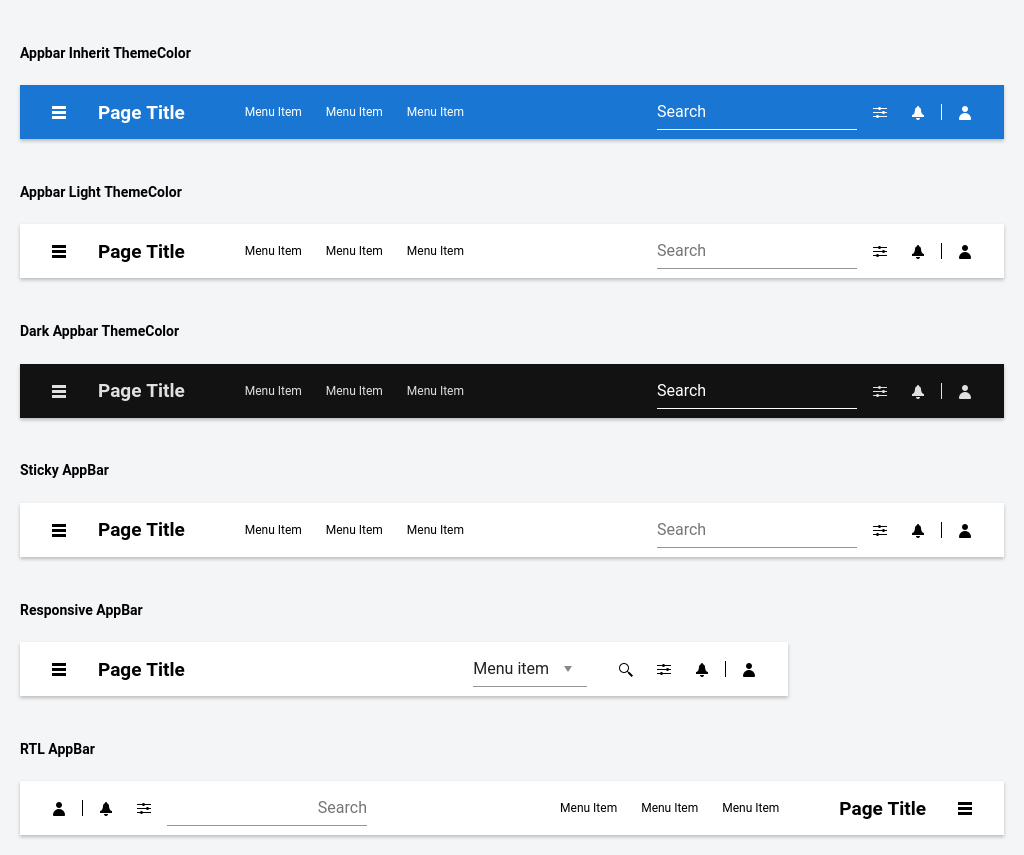 Appbar Inherit ThemeColor
Page Title Menu Item Menu Item Menu Item Search
Appbar Light ThemeColor
Page Title Menu Item Menu Item Menu Item Search
Dark Appbar ThemeColor
Page Title Menu Item Menu Item Menu Item Search
Sticky AppBar
Page Title Menu Item Menu Item Menu Item Search
Responsive AppBar
Page Title Menu item
RTL AppBar
Search Menu Item Menu Item Menu Item Page Title